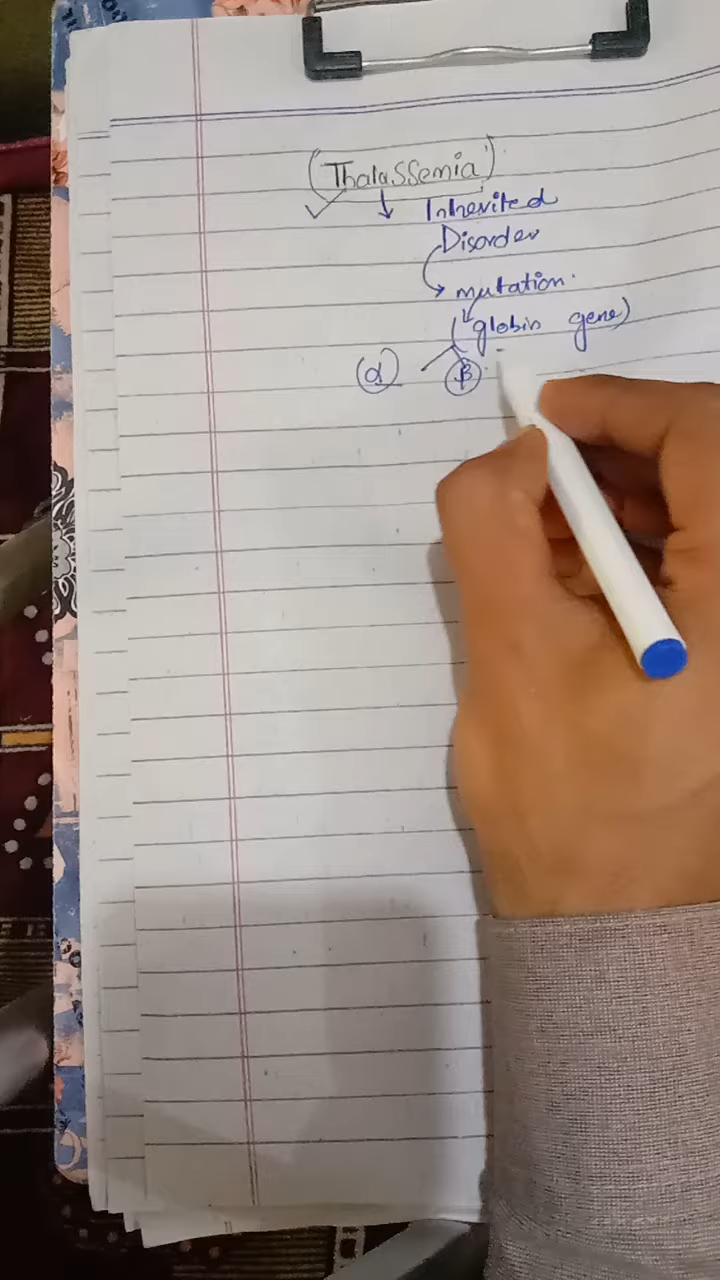 (Thalassemia)
Inherited
Disorder
mutation.
(globin gene)
α β